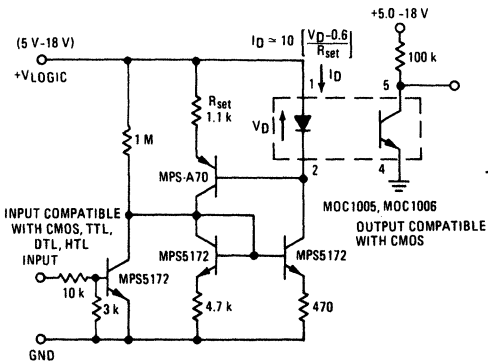 +5.0 -18 V
(5 V-18 V)
+VLOGIC
ID ≃ 10 [VD-0.6 / Rset]
100 k
1
ID
5
Rset
1.1 k
VD
1 M
2
4
MPS-A70
MOC1005, MOC1006
OUTPUT COMPATIBLE
WITH CMOS
INPUT COMPATIBLE
WITH CMOS, TTL,
DTL, HTL
INPUT
MPS5172
MPS5172
MPS5172
10 k
3 k
4.7 k
470
GND